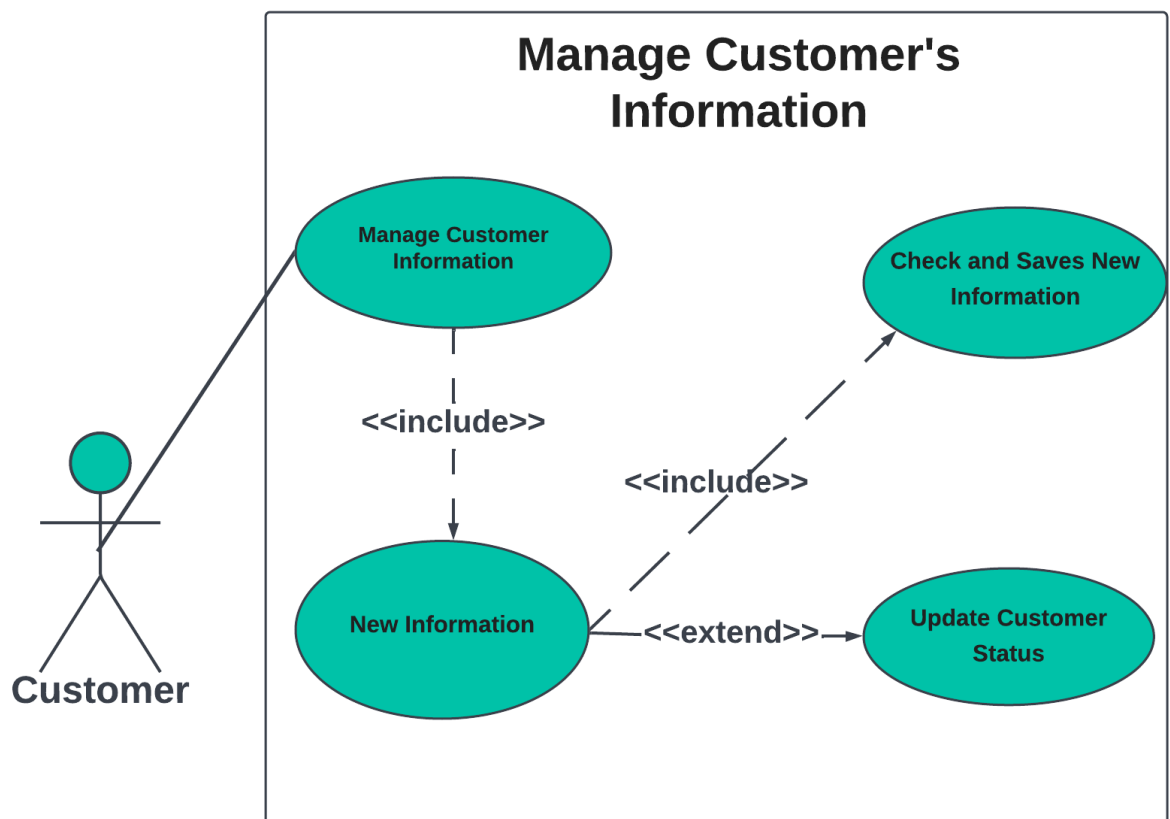 Manage Customer's
Information
Manage Customer
Information
Check and Saves New
Information
<<include>>
<<include>>
New Information
<<extend>>
Update Customer
Status
Customer